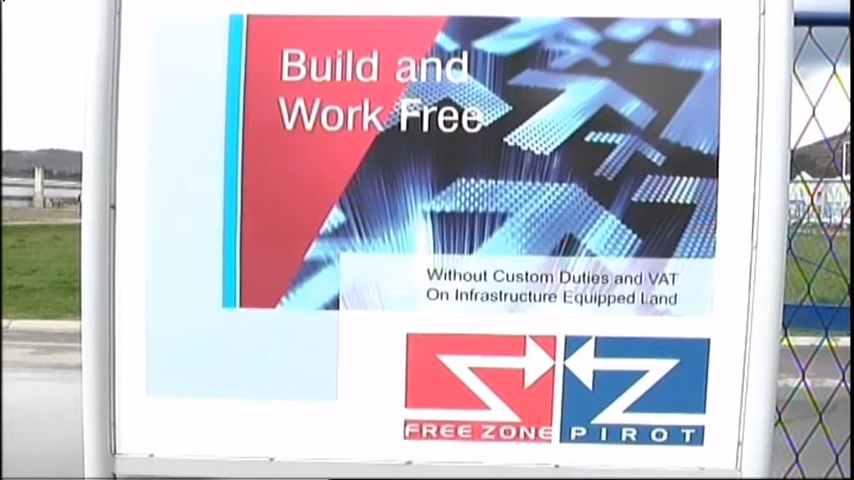 Build and
Work Free
Without Custom Duties and VAT
On Infrastructure Equipped Land
FREE ZONE
PIROT